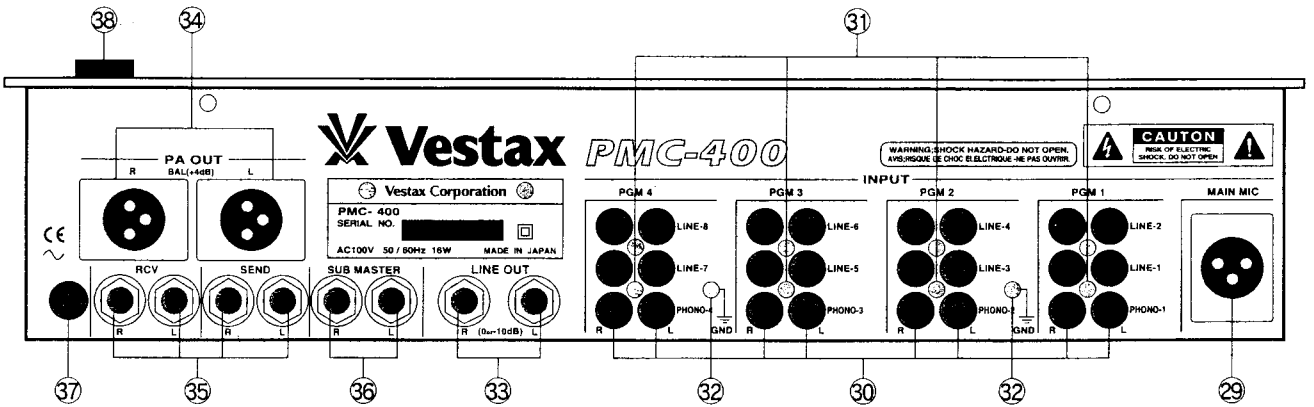 38
34
31
Vestax
PMC-400
PA OUT
R BAL(+4dB) L
WARNING;SHOCK HAZARD-DO NOT OPEN.
AVIS;RISQUE DE CHOC ELELCTRIQUE -NE PAS OUVRIR.
CAUTON
RISK OF ELECTRIC
SHOCK, DO NOT OPEN
INPUT
Vestax Corporation
PMC- 400
SERIAL NO.
AC100V 50 / 60Hz 16W MADE IN JAPAN
PGM 4 PGM 3 PGM 2 PGM 1 MAIN MIC
LINE-8 LINE-6 LINE-4 LINE-2
LINE-7 LINE-5 LINE-3 LINE-1
PHONO-4 PHONO-3 PHONO-2 PHONO-1
CE
RCV SEND SUB MASTER LINE OUT
R L R L R L R (0 or -10dB) L
R L GND R L R L GND R L
37
35
36
33
32
30
32
29